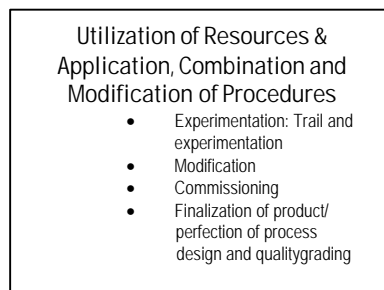 Utilization of Resources &
Application, Combination and
Modification of Procedures
• Experimentation: Trail and
experimentation
• Modification
• Commissioning
• Finalization of product/
perfection of process
design and qualitygrading